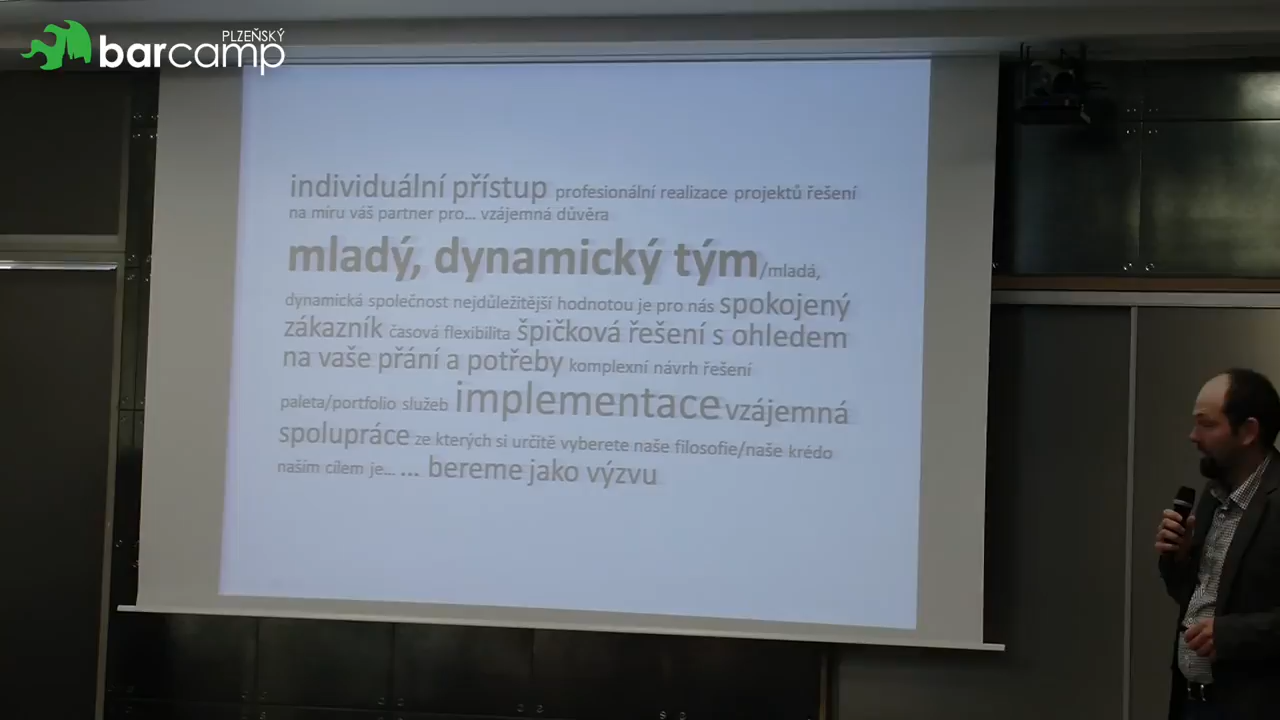 PLZEŇSKÝ
barcamp
individuální přístup profesionální realizace projektů řešení
na míru váš partner pro... vzájemná důvěra
mladý, dynamický tým/mladá,
dynamická společnost nejdůležitější hodnotou je pro nás spokojený
zákazník časová flexibilita špičková řešení s ohledem
na vaše přání a potřeby komplexní návrh řešení
paleta/portfolio služeb implementace vzájemná
spolupráce ze kterých si určitě vyberete naše filosofie/naše krédo
naším cílem je... ... bereme jako výzvu